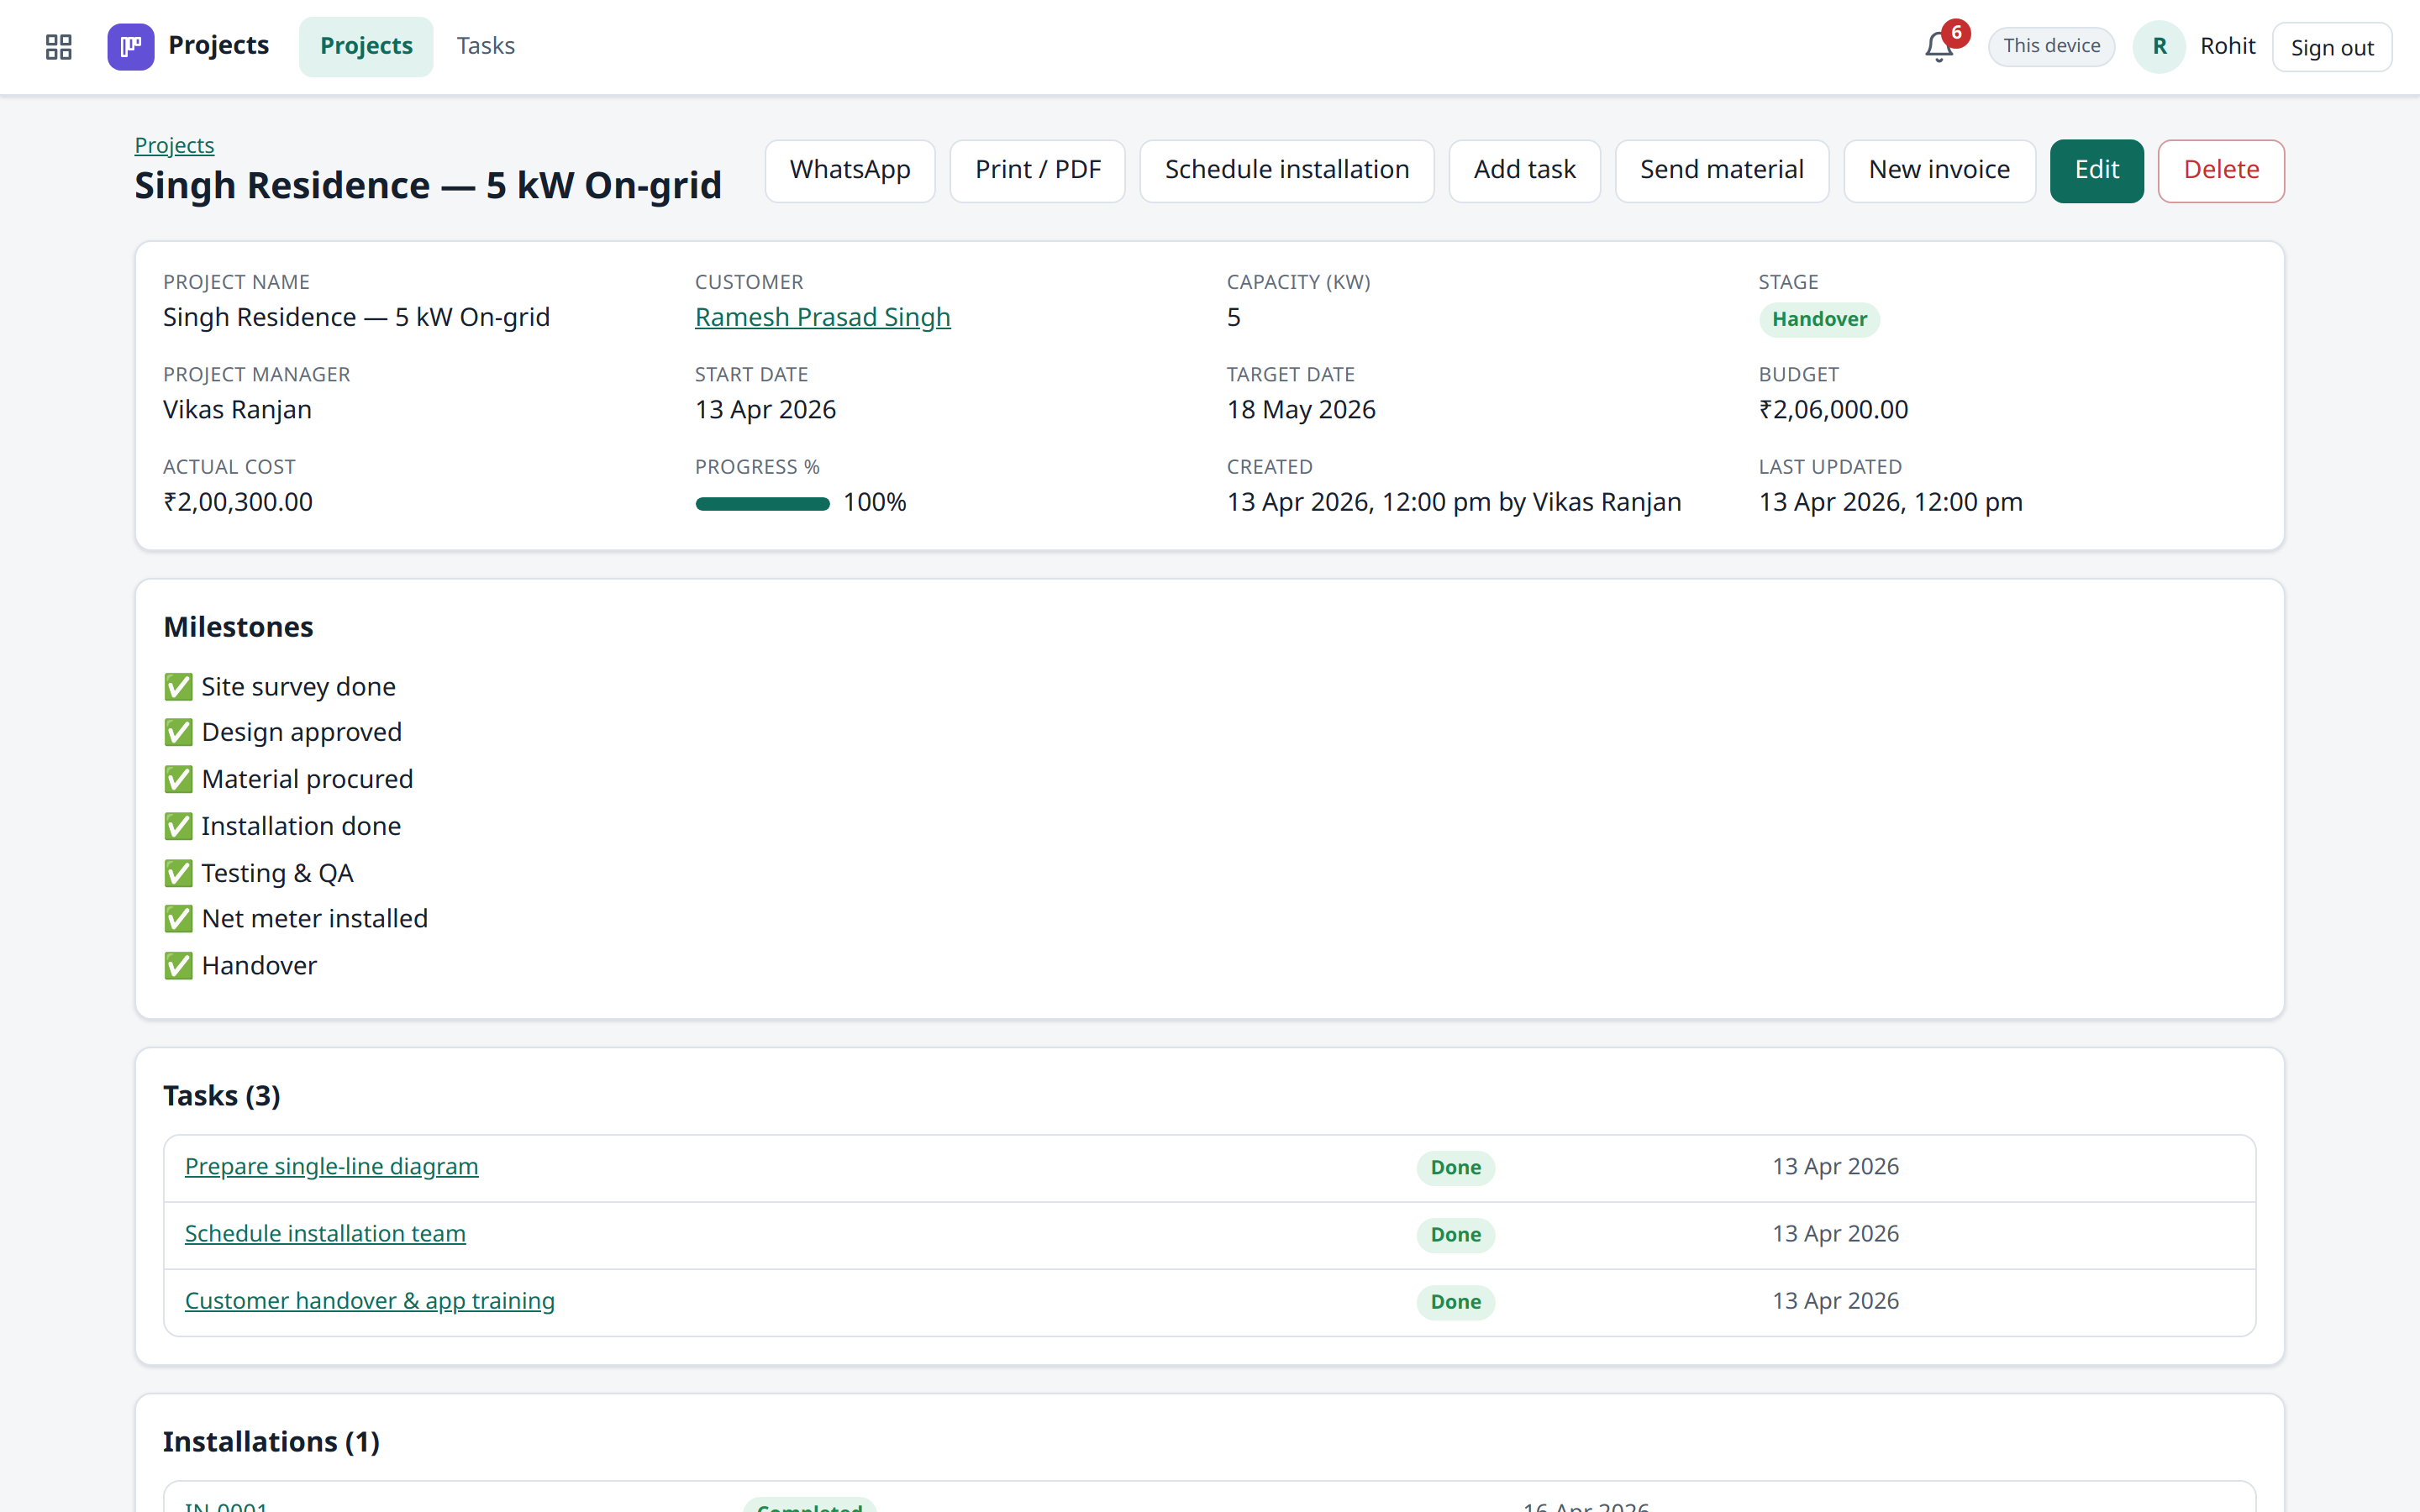 Projects
Projects
Tasks
6
This device
R
Rohit
Sign out
Projects
Singh Residence — 5 kW On-grid
WhatsApp
Print / PDF
Schedule installation
Add task
Send material
New invoice
Edit
Delete
PROJECT NAME
Singh Residence — 5 kW On-grid
CUSTOMER
Ramesh Prasad Singh
CAPACITY (KW)
5
STAGE
Handover
PROJECT MANAGER
Vikas Ranjan
START DATE
13 Apr 2026
TARGET DATE
18 May 2026
BUDGET
₹2,06,000.00
ACTUAL COST
₹2,00,300.00
PROGRESS %
100%
CREATED
13 Apr 2026, 12:00 pm by Vikas Ranjan
LAST UPDATED
13 Apr 2026, 12:00 pm
Milestones
✅ Site survey done
✅ Design approved
✅ Material procured
✅ Installation done
✅ Testing & QA
✅ Net meter installed
✅ Handover
Tasks (3)
Prepare single-line diagram
Done
13 Apr 2026
Schedule installation team
Done
13 Apr 2026
Customer handover & app training
Done
13 Apr 2026
Installations (1)
IN-0001
Completed
16 Apr 2026